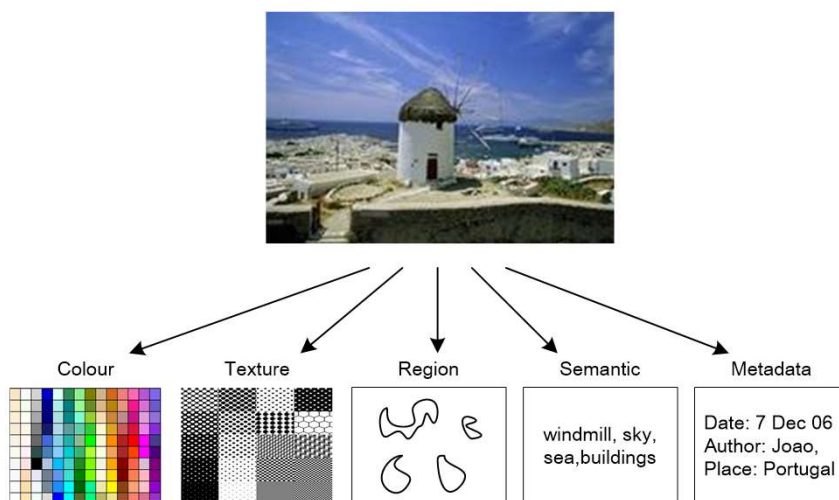 Colour
Texture
Region
Semantic
Metadata
windmill, sky,
sea,buildings
Date: 7 Dec 06
Author: Joao,
Place: Portugal